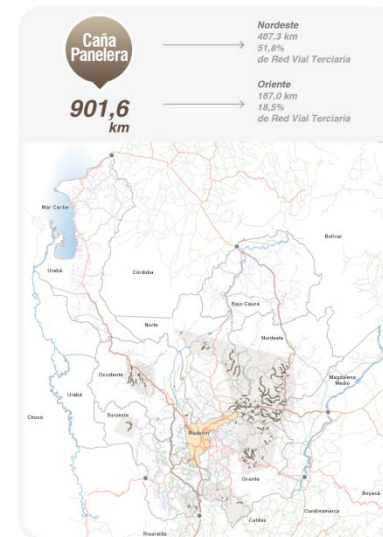 Caña
Panelera
901,6
km
Nordeste
467,3 km
51,8%
de Red Vial Terciaria
Oriente
167,0 km
18,5%
de Red Vial Terciaria
Mar Caribe
Urabá
Córdoba
Bolívar
Bajo Cauca
Norte
Nordeste
Magdalena
Medio
Occidente
Urabá
Chocó
Suroeste
Medellín
Oriente
Boyacá
Caldas
Cundinamarca
Risaralda